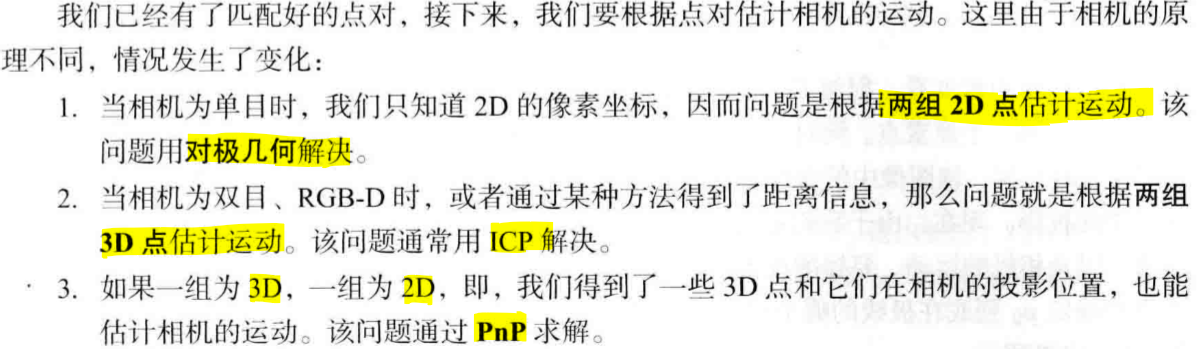 我们已经有了匹配好的点对，接下来，我们要根据点对估计相机的运动。这里由于相机的原
理不同，情况发生了变化：
1. 当相机为单目时，我们只知道 2D 的像素坐标，因而问题是根据两组 2D 点估计运动。该
问题用对极几何解决。
2. 当相机为双目、RGB-D 时，或者通过某种方法得到了距离信息，那么问题就是根据两组
3D 点估计运动。该问题通常用 ICP 解决。
3. 如果一组为 3D，一组为 2D，即，我们得到了一些 3D 点和它们在相机的投影位置，也能
估计相机的运动。该问题通过 PnP 求解。